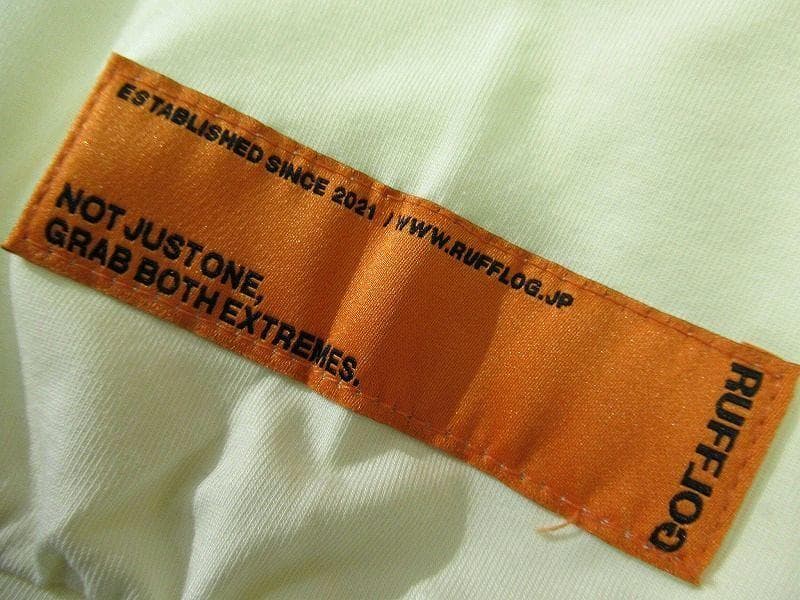 ESTABLISHED SINCE 2021 / WWW.RUFFLOG.JP
NOT JUST ONE,
GRAB BOTH EXTREMES.
RUFFLOG